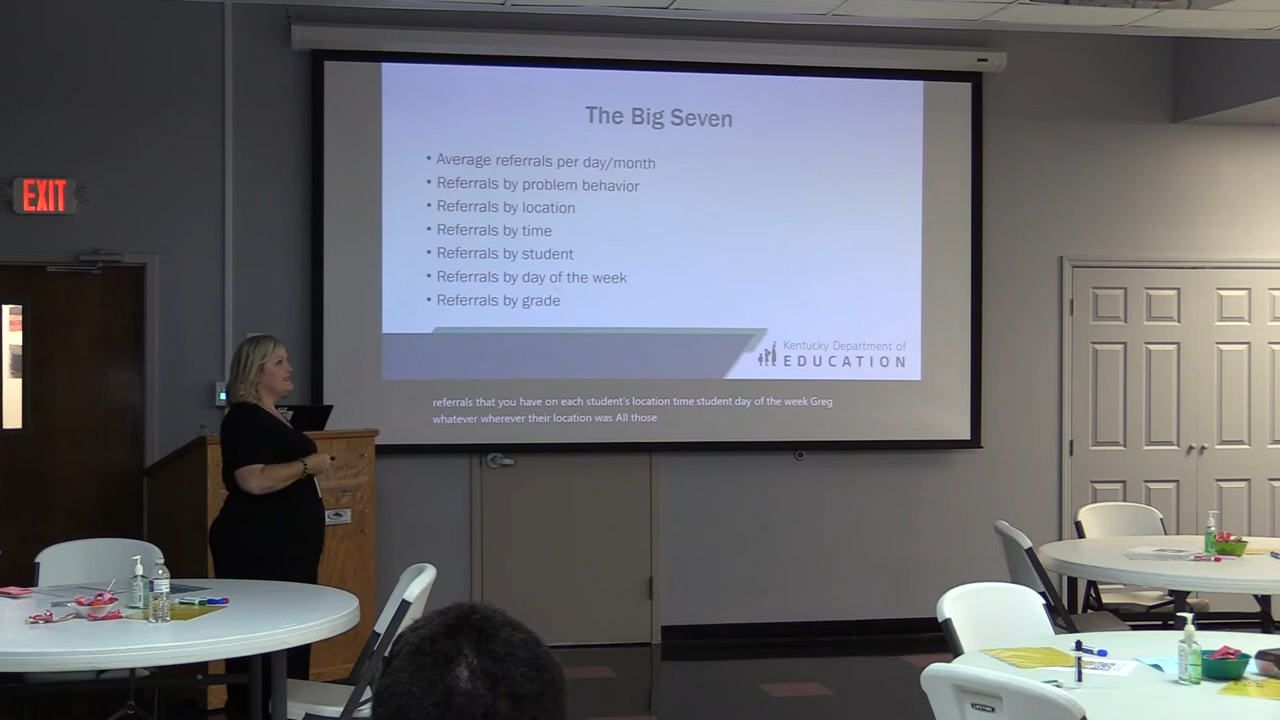 The Big Seven
• Average referrals per day/month
• Referrals by problem behavior
• Referrals by location
• Referrals by time
• Referrals by student
• Referrals by day of the week
• Referrals by grade
Kentucky Department of
EDUCATION
referrals that you have on each student's location time student day of the week Greg
whatever wherever their location was All those
EXIT
LIFETIME